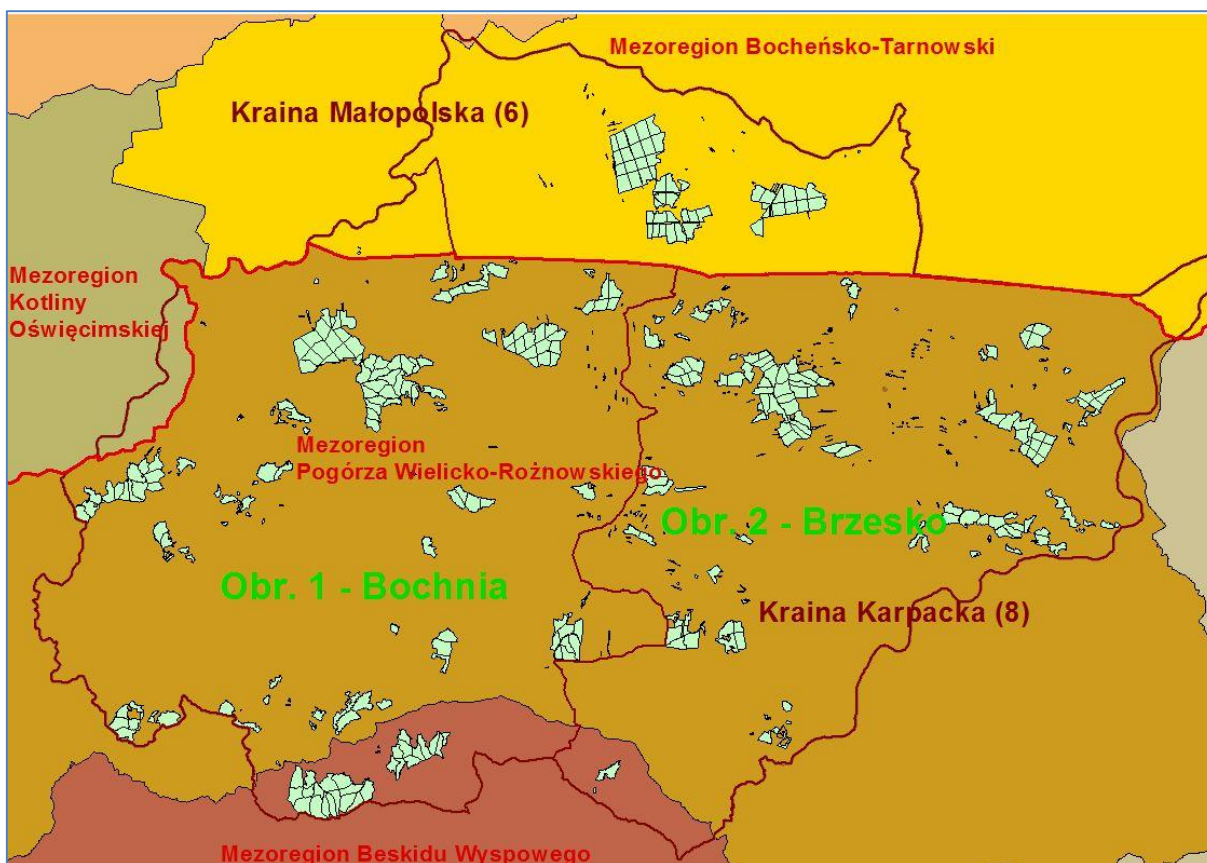 Mezoregion Bocheńsko-Tarnowski
Kraina Małopolska (6)
Mezoregion
Kotliny
Oświęcimskiej
Mezoregion
Pogórza Wielicko-Rożnowskiego
Obr. 2 - Brzesko
Obr. 1 - Bochnia
Kraina Karpacka (8)
Mezoregion Beskidu Wyspowego